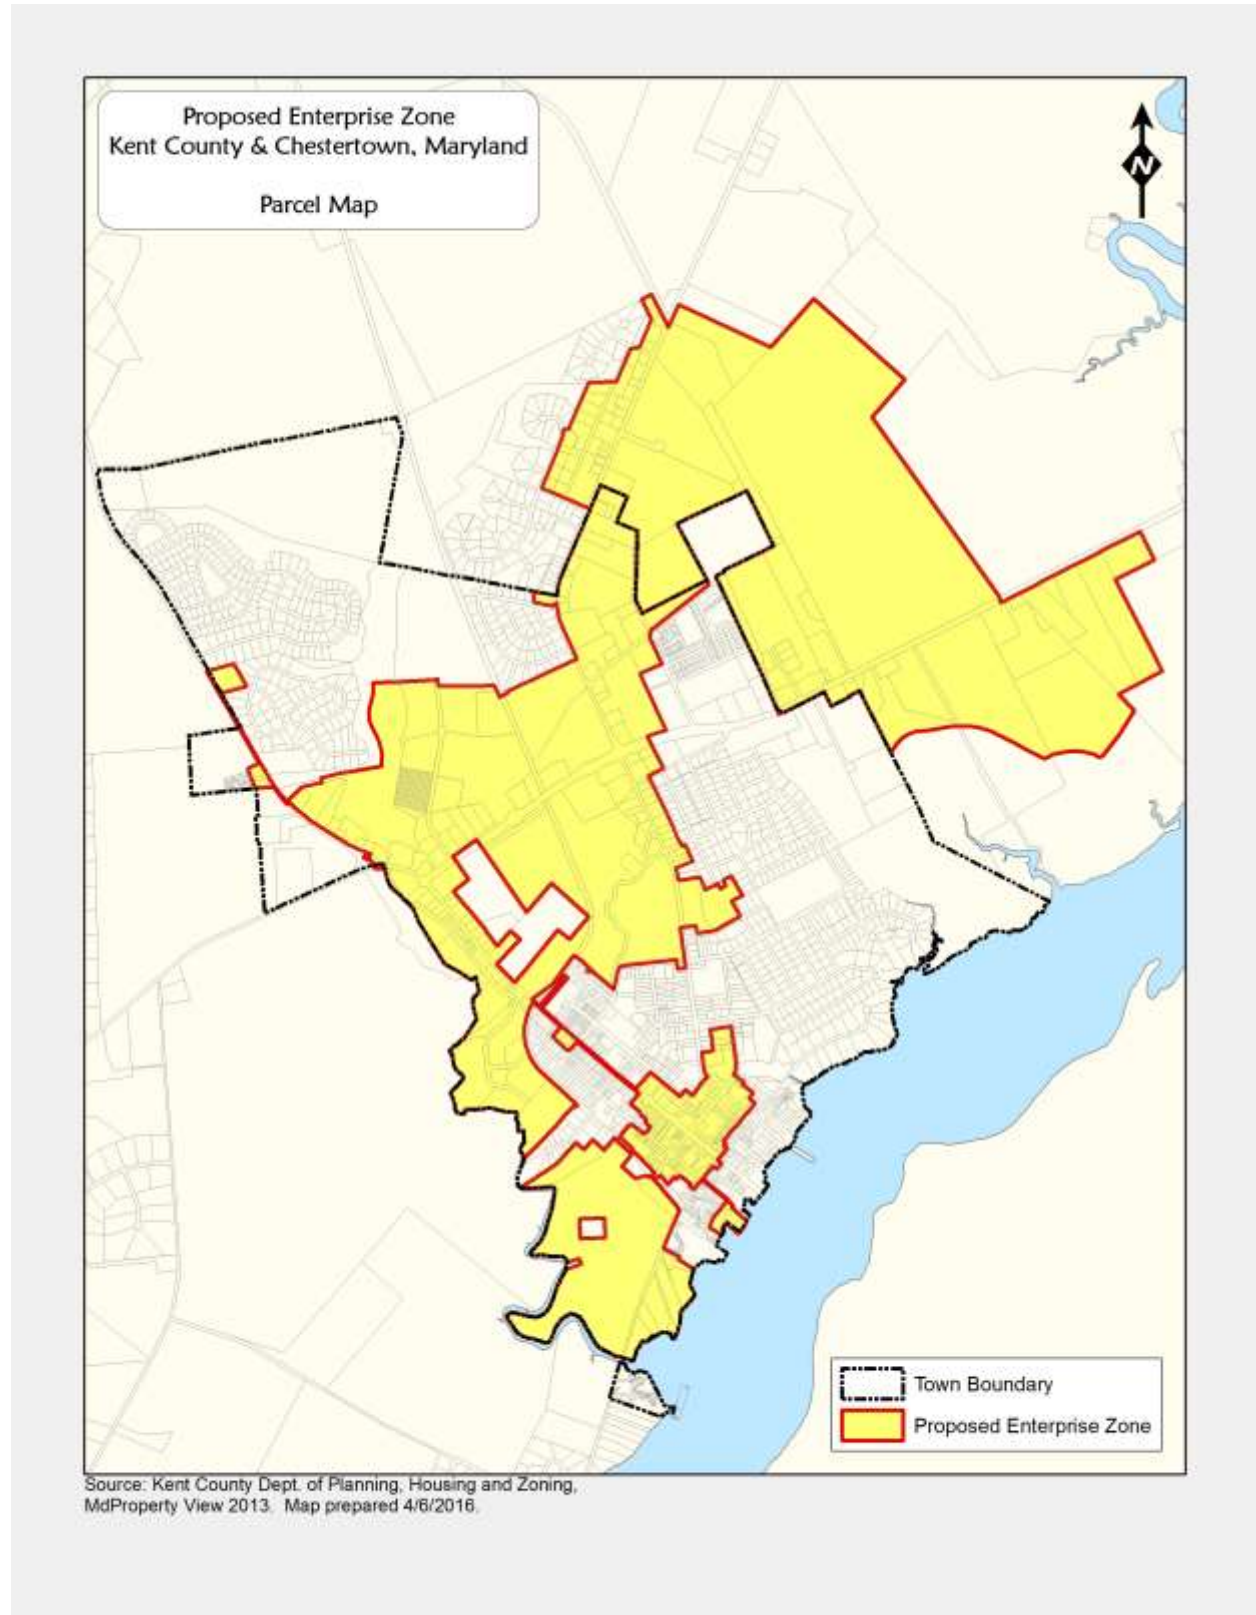 Proposed Enterprise Zone
Kent County & Chestertown, Maryland
Parcel Map
N
Town Boundary
Proposed Enterprise Zone
Source: Kent County Dept. of Planning, Housing and Zoning,
MdProperty View 2013. Map prepared 4/6/2016.